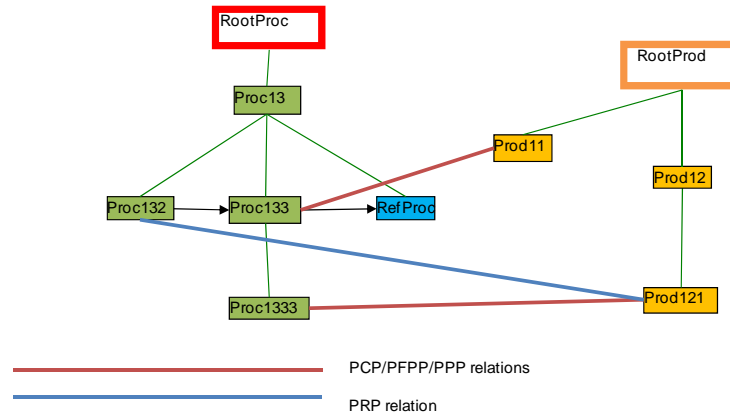 RootProc
RootProd
Proc13
Prod11
Prod12
Proc132
Proc133
RefProc
Prod121
Proc1333
PCP/PFPP/PPP relations
PRP relation